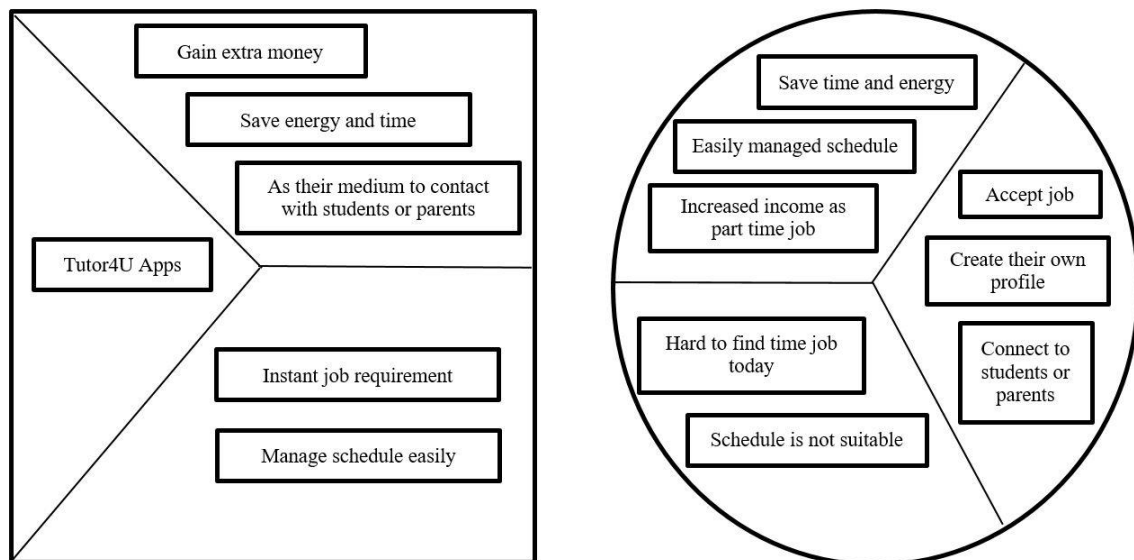 Gain extra money
Save energy and time
As their medium to contact
with students or parents
Tutor4U Apps
Instant job requirement
Manage schedule easily
Save time and energy
Easily managed schedule
Increased income as
part time job
Accept job
Create their own
profile
Connect to
students or
parents
Hard to find time job
today
Schedule is not suitable